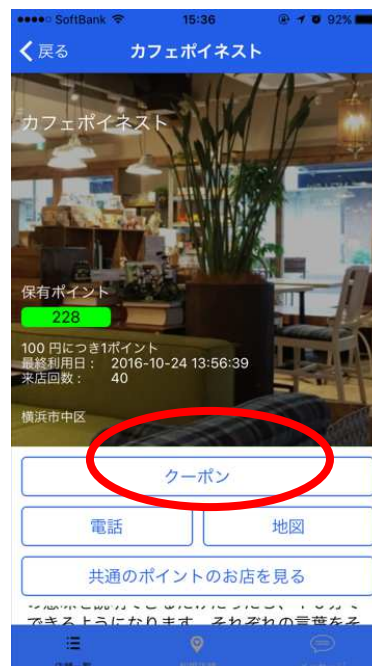 SoftBank 15:36 92%
戻る カフェポイネスト
カフェポイネスト
保有ポイント
228
100 円につき1ポイント
最終利用日： 2016-10-24 13:56:39
来店回数： 40
横浜市中区
クーポン
電話 地図
共通のポイントのお店を見る
できるようになります。それぞれの言葉をそ